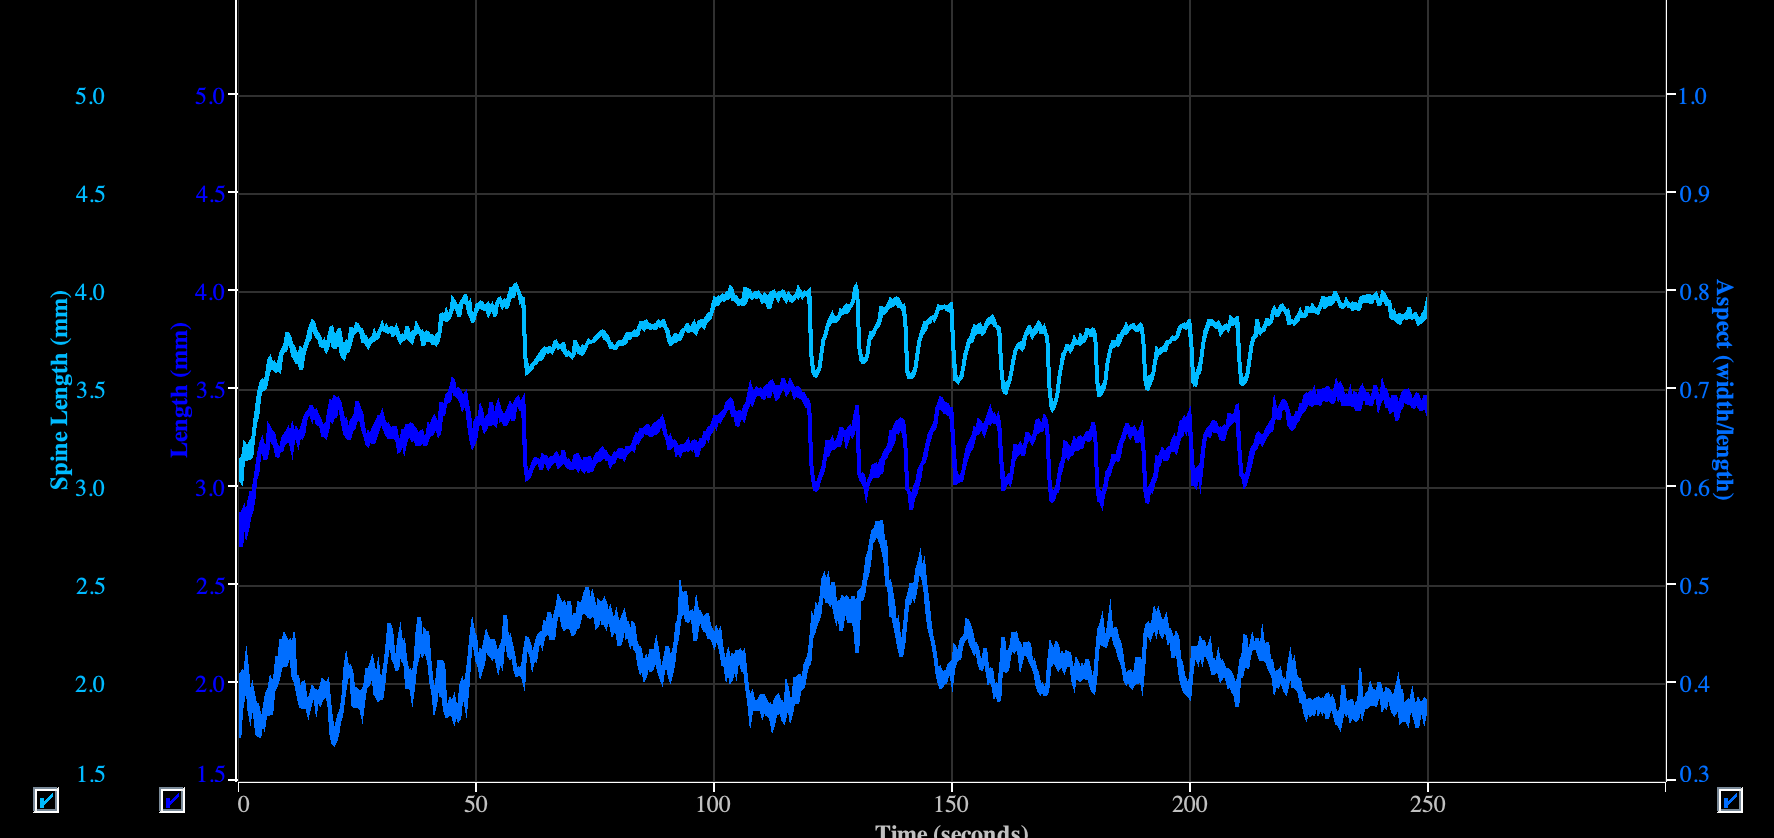 5.0 5.0 1.0
4.5 4.5 0.9
4.0 4.0 0.8
3.5 3.5 0.7
3.0 3.0 0.6
2.5 2.5 0.5
2.0 2.0 0.4
1.5 1.5 0.3
Spine Length (mm)
Length (mm)
Aspect (width/length)
0 50 100 150 200 250
Time (seconds)